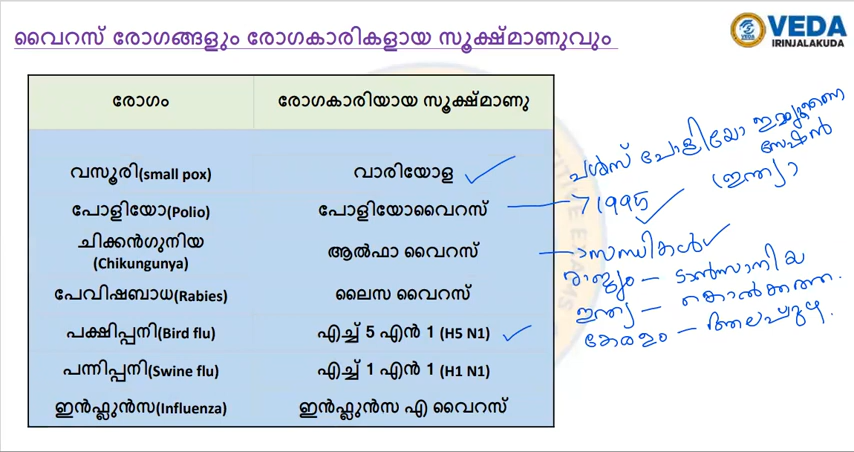 വൈറസ് രോഗങ്ങളും രോഗകാരികളായ സൂക്ഷ്മാണുവും
VEDA
IRINJALAKUDA
രോഗം രോഗകാരിയായ സൂക്ഷ്മാണു
വസൂരി(small pox) വാരിയോള
പോളിയോ(Polio) പോളിയോവൈറസ്
ചിക്കൻഗുനിയ
(Chikungunya) ആൽഫാ വൈറസ്
പേവിഷബാധ(Rabies) ലൈസ വൈറസ്
പക്ഷിപ്പനി(Bird flu) എച്ച് 5 എൻ 1 (H5 N1)
പന്നിപ്പനി(Swine flu) എച്ച് 1 എൻ 1 (H1 N1)
ഇൻഫ്ലുൻസ(Influenza) ഇൻഫ്ലുൻസ എ വൈറസ്
പൾസ് പോളിയോ
(ഇന്ത്യ)
1995
സന്ധികൾ
രാജ്യം - ടാൻസാനിയ
ഇന്ത്യ - കൊൽക്കത്ത
കേരളം - ആലപ്പുഴ